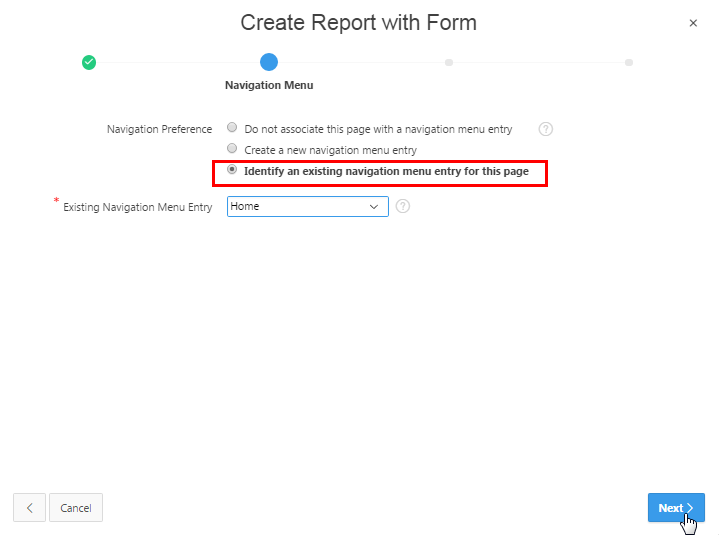 Create Report with Form
Navigation Menu
Navigation Preference
Do not associate this page with a navigation menu entry
Create a new navigation menu entry
Identify an existing navigation menu entry for this page
* Existing Navigation Menu Entry
Home
Cancel
Next